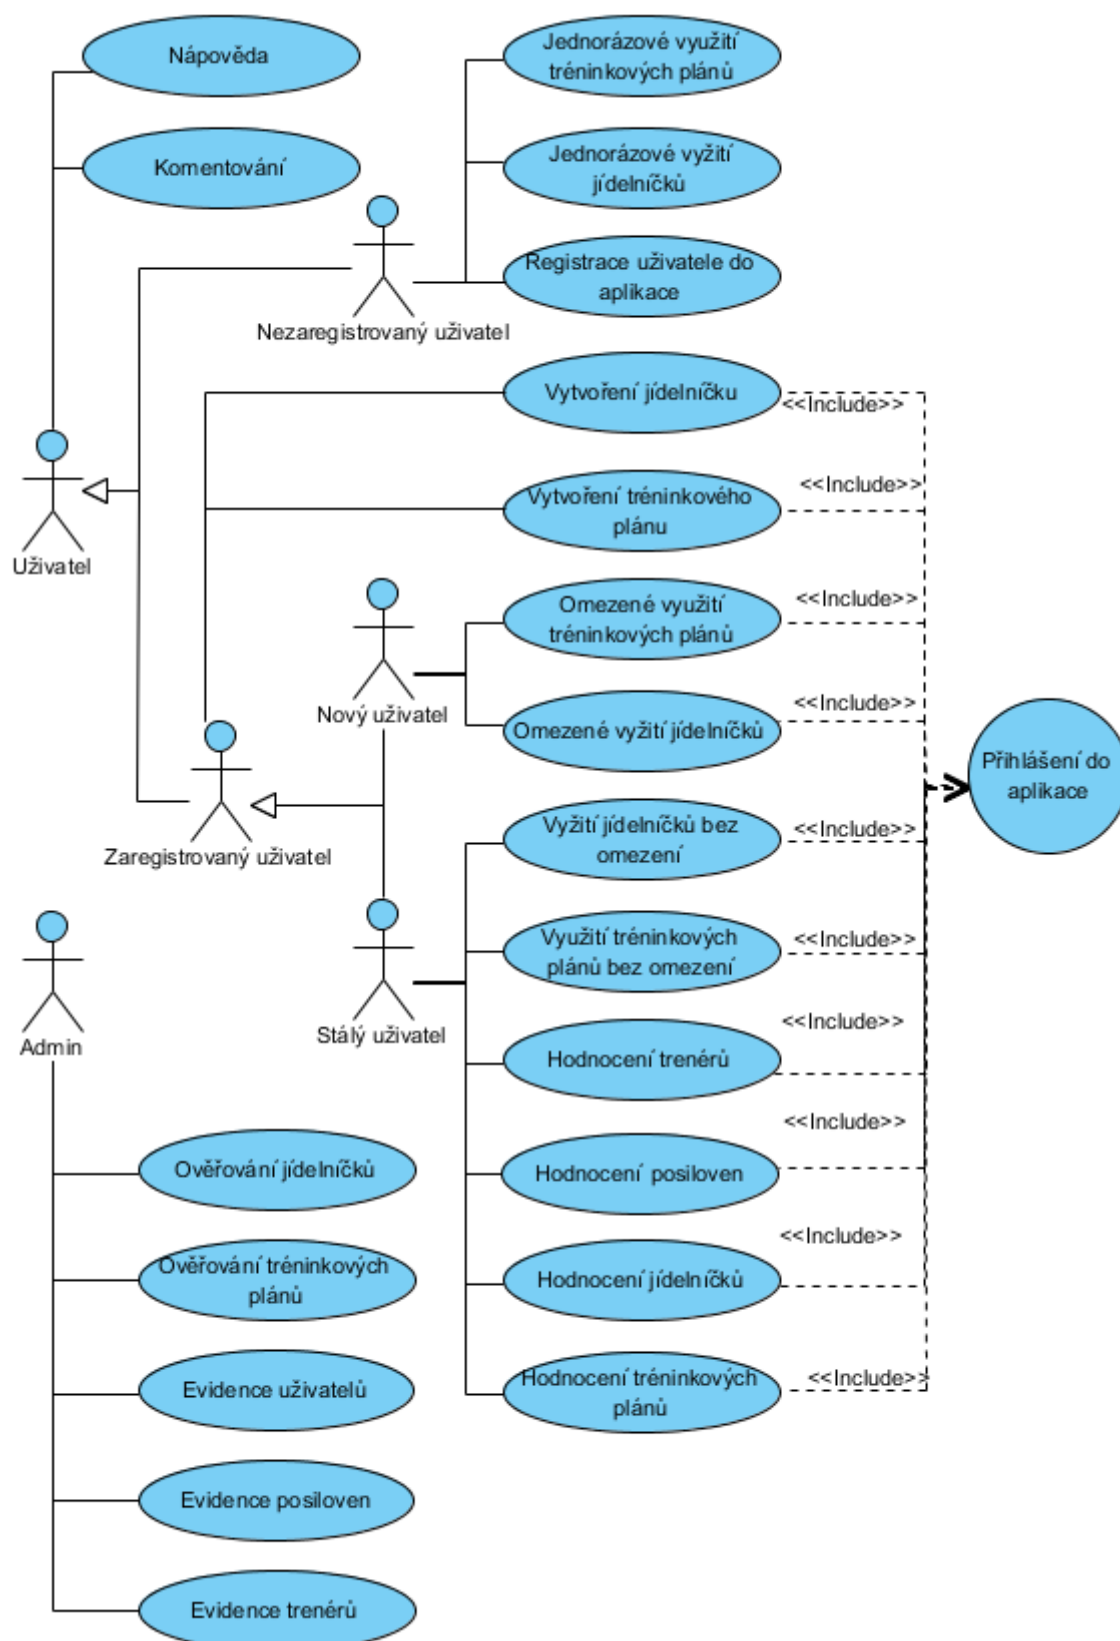 Nápověda
Komentování
Jednorázové využití
tréninkových plánů
Jednorázové vyžití
jídelníčků
Registrace uživatele do
aplikace
Nezaregistrovaný uživatel
Uživatel
Vytvoření jídelníčku
<<Include>>
Vytvoření tréninkového
plánu
<<Include>>
Omezené využití
tréninkových plánů
<<Include>>
Nový uživatel
Omezené vyžití jídelníčků
<<Include>>
Přihlášení do
aplikace
Zaregistrovaný uživatel
Vyžití jídelníčků bez
omezení
<<Include>>
Využití tréninkových
plánů bez omezení
<<Include>>
Stálý uživatel
Admin
Hodnocení trenérů
<<Include>>
Hodnocení posiloven
<<Include>>
Hodnocení jídelníčků
<<Include>>
Hodnocení tréninkových
plánů
<<Include>>
Ověřování jídelníčků
Ověřování tréninkových
plánů
Evidence uživatelů
Evidence posiloven
Evidence trenérů